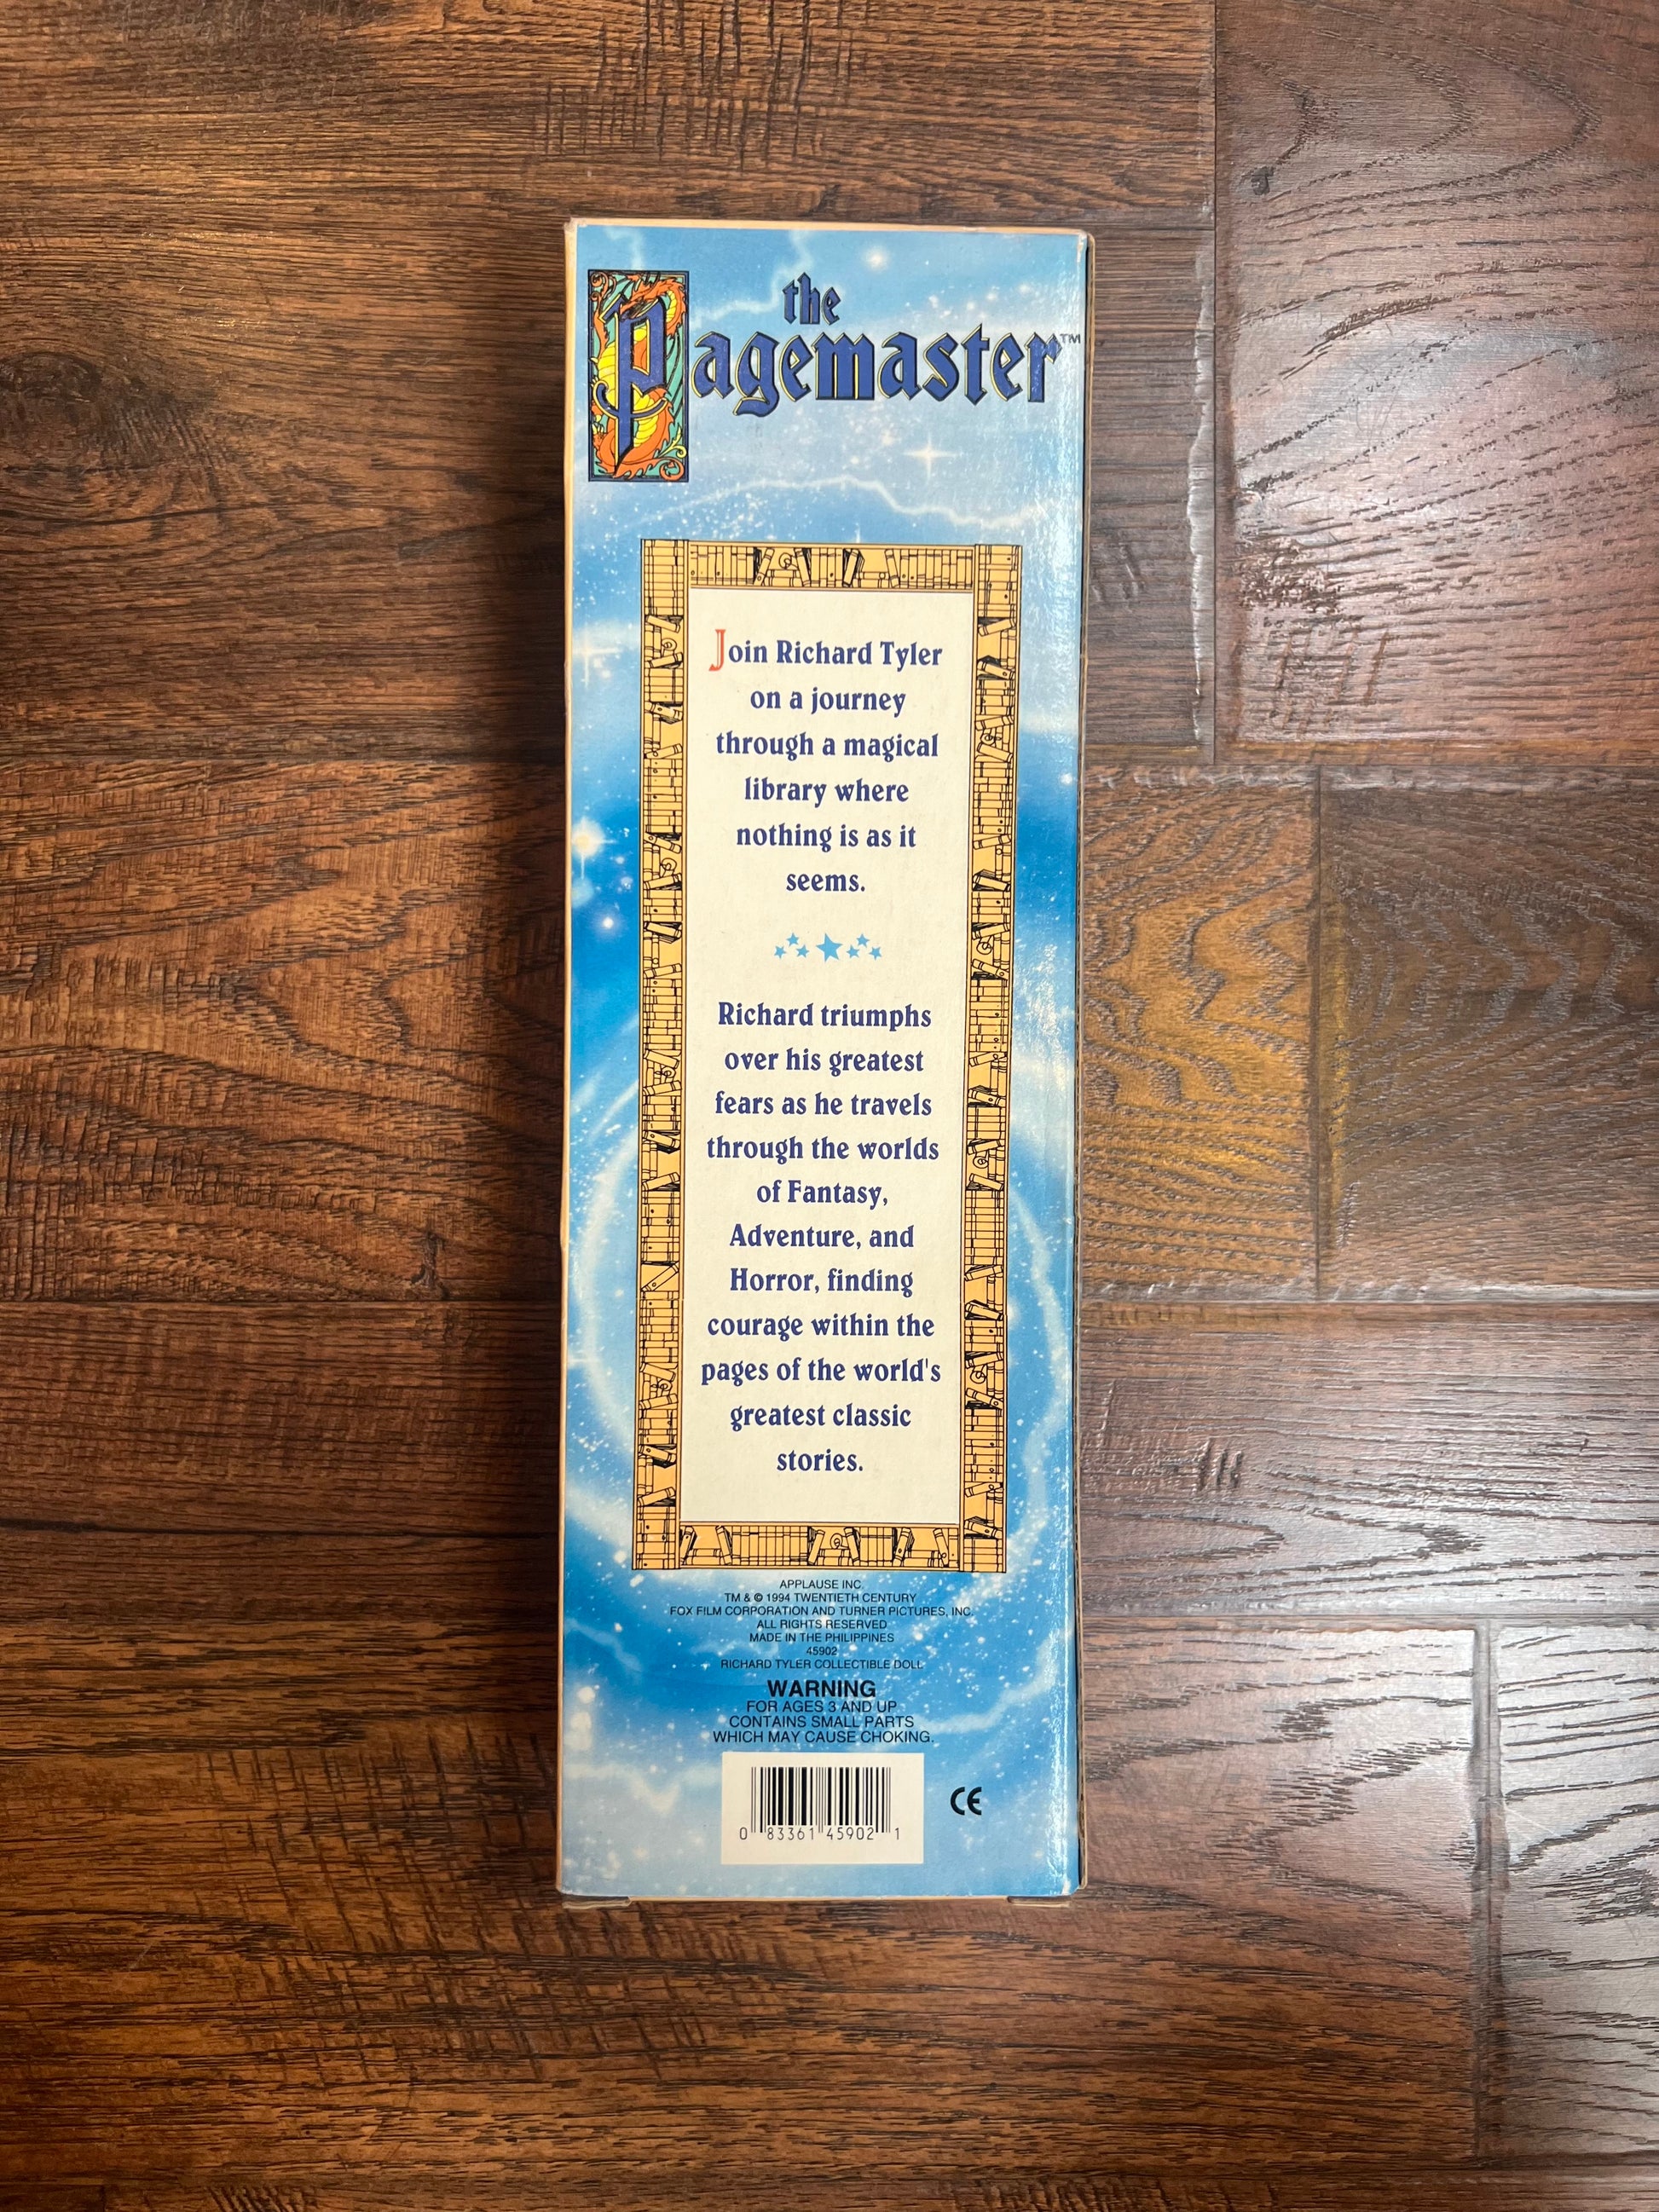 the
Pagemaster™
Join Richard Tyler
on a journey
through a magical
library where
nothing is as it
seems.
Richard triumphs
over his greatest
fears as he travels
through the worlds
of Fantasy,
Adventure, and
Horror, finding
courage within the
pages of the world's
greatest classic
stories.
APPLAUSE INC.
TM & © 1994 TWENTIETH CENTURY
FOX FILM CORPORATION AND TURNER PICTURES, INC.
ALL RIGHTS RESERVED
MADE IN THE PHILIPPINES
45902
RICHARD TYLER COLLECTIBLE DOLL
WARNING
FOR AGES 3 AND UP
CONTAINS SMALL PARTS
WHICH MAY CAUSE CHOKING.
CE
0 83361 45902 1